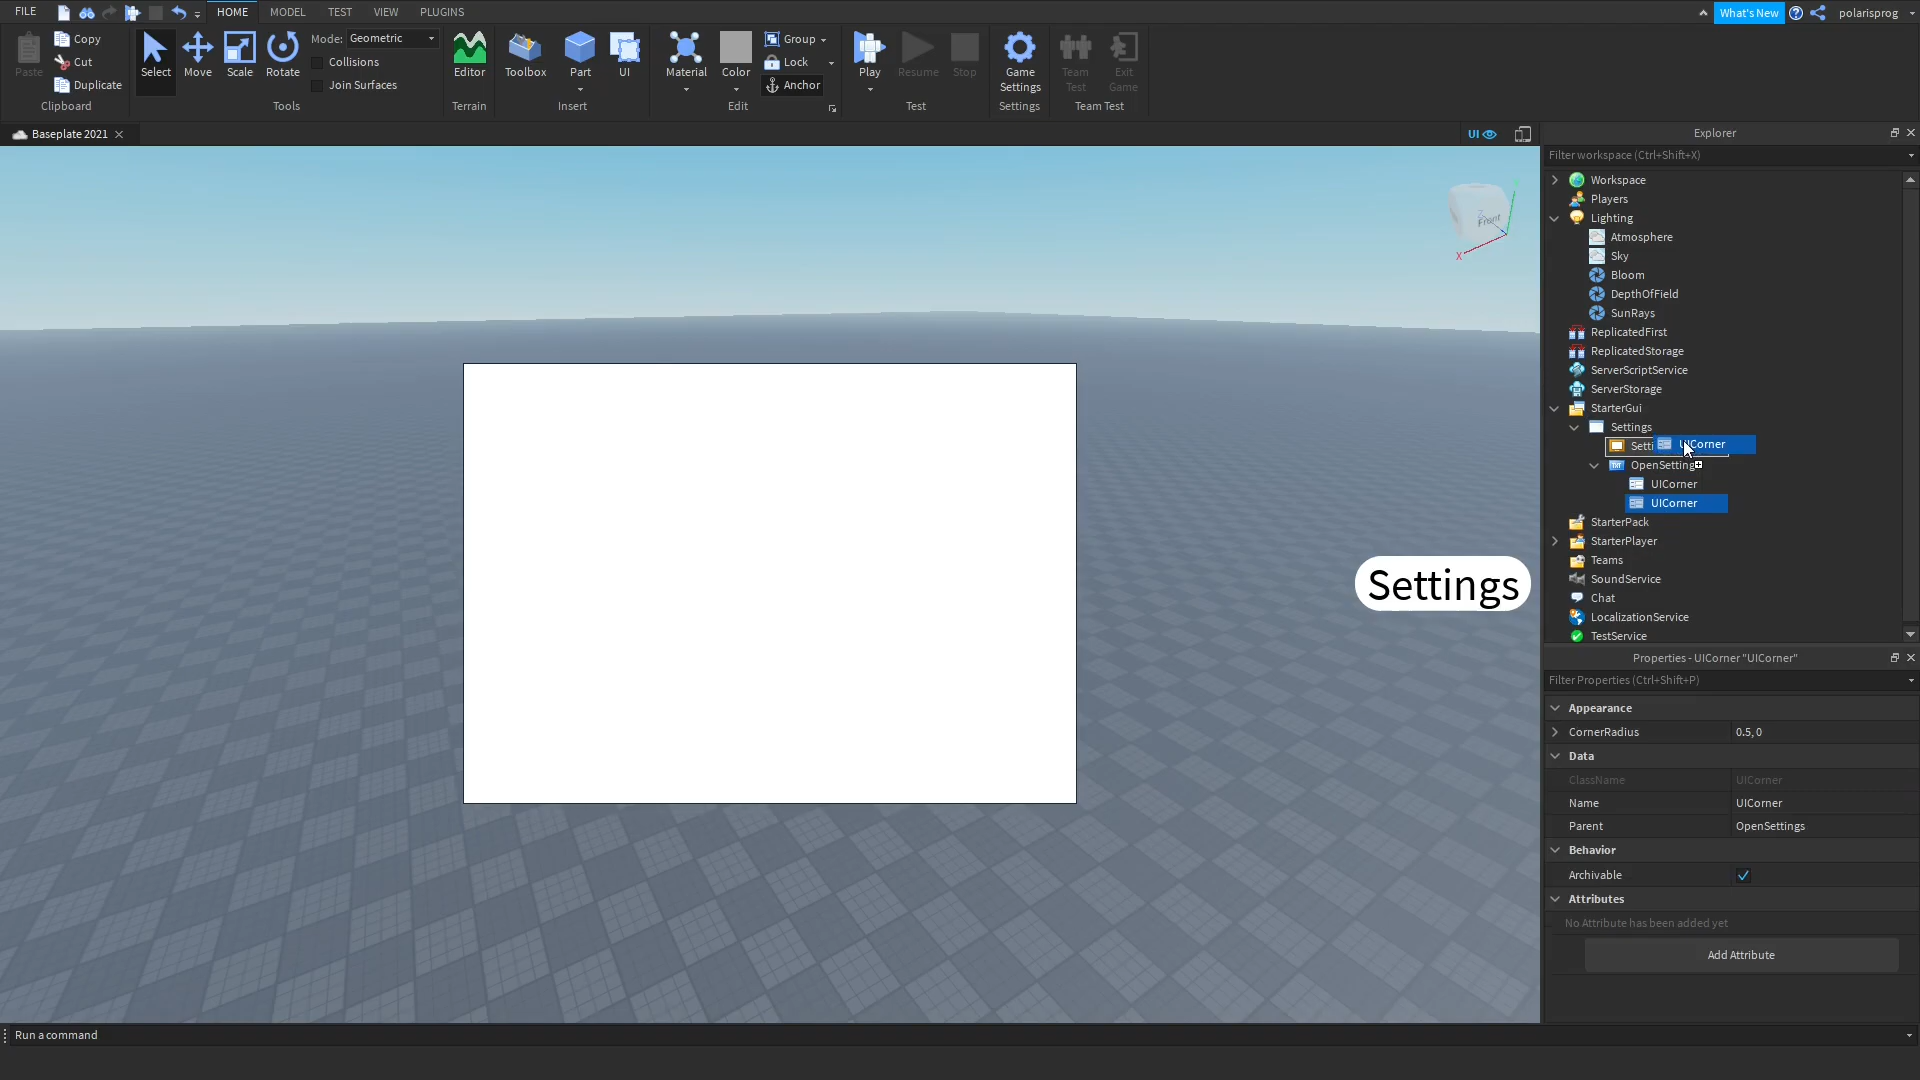 FILE HOME MODEL TEST VIEW PLUGINS What's New polarisprog
Paste Copy Cut Duplicate Clipboard
Select Move Scale Rotate Mode: Geometric Collisions Join Surfaces Tools
Editor Terrain
Toolbox Part UI Insert
Material Color Group Lock Anchor Edit
Play Resume Stop Test
Game Settings Settings
Team Test Exit Game Team Test
Baseplate 2021
UI
Explorer
Filter workspace (Ctrl+Shift+X)
Workspace
Players
Lighting
Atmosphere
Sky
Bloom
DepthOfField
SunRays
ReplicatedFirst
ReplicatedStorage
ServerScriptService
ServerStorage
StarterGui
Settings
Setti UICorner
OpenSetting
UICorner
UICorner
StarterPack
StarterPlayer
Teams
SoundService
Chat
LocalizationService
TestService
Front
X
Settings
Properties - UICorner "UICorner"
Filter Properties (Ctrl+Shift+P)
Appearance
CornerRadius 0.5, 0
Data
ClassName UICorner
Name UICorner
Parent OpenSettings
Behavior
Archivable
Attributes
No Attribute has been added yet
Add Attribute
Run a command